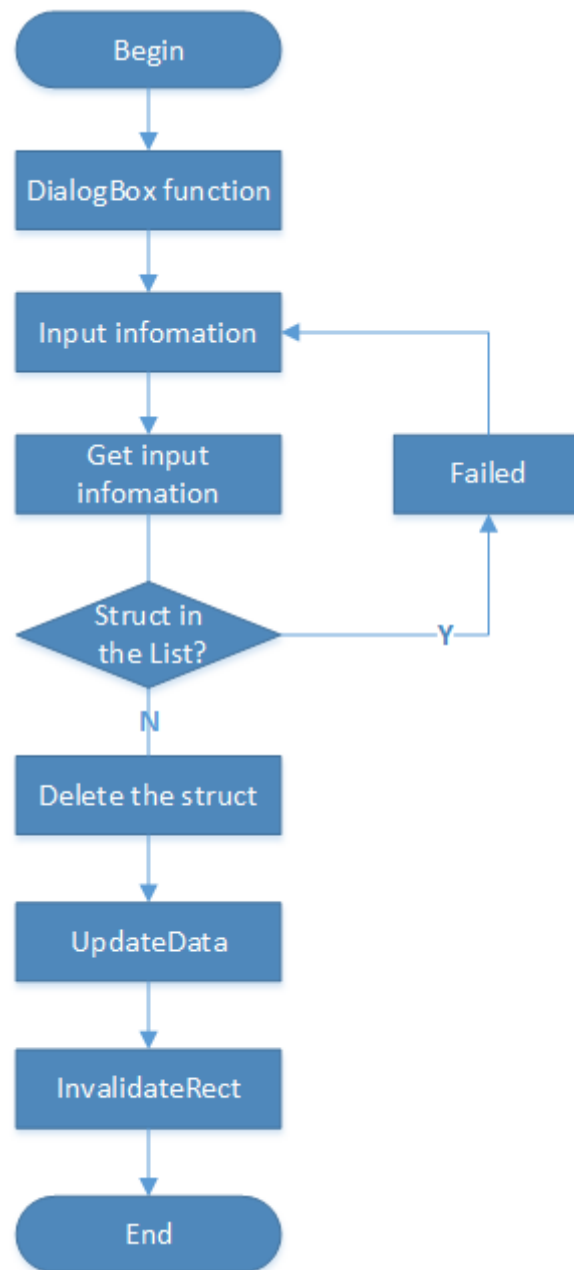 Begin
DialogBox function
Input infomation
Get input
infomation
Failed
Struct in
the List?
Y
N
Delete the struct
UpdateData
InvalidateRect
End